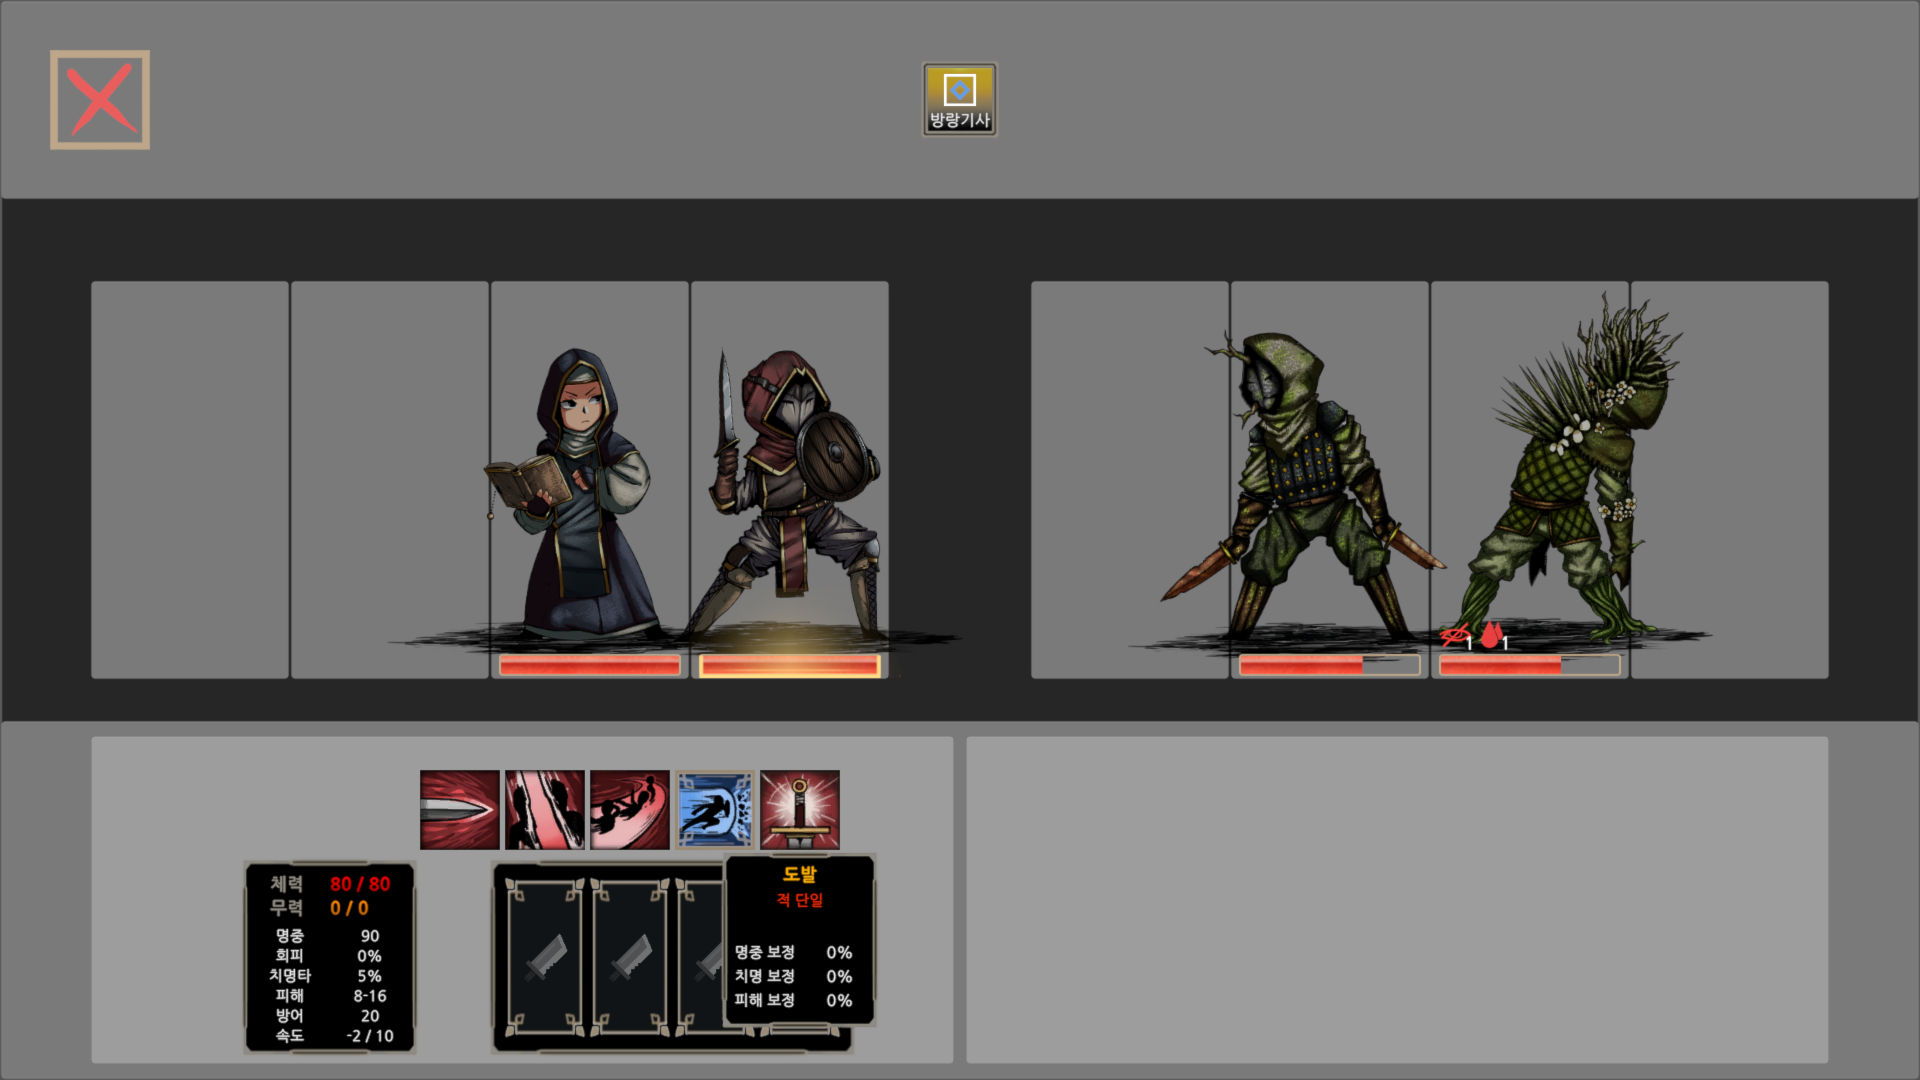 방랑기사
1 1
체력 80 / 80
무력 0 / 0
명중 90
회피 0%
치명타 5%
피해 8-16
방어 20
속도 -2 / 10
도발
적 단일
명중 보정 0%
치명 보정 0%
피해 보정 0%